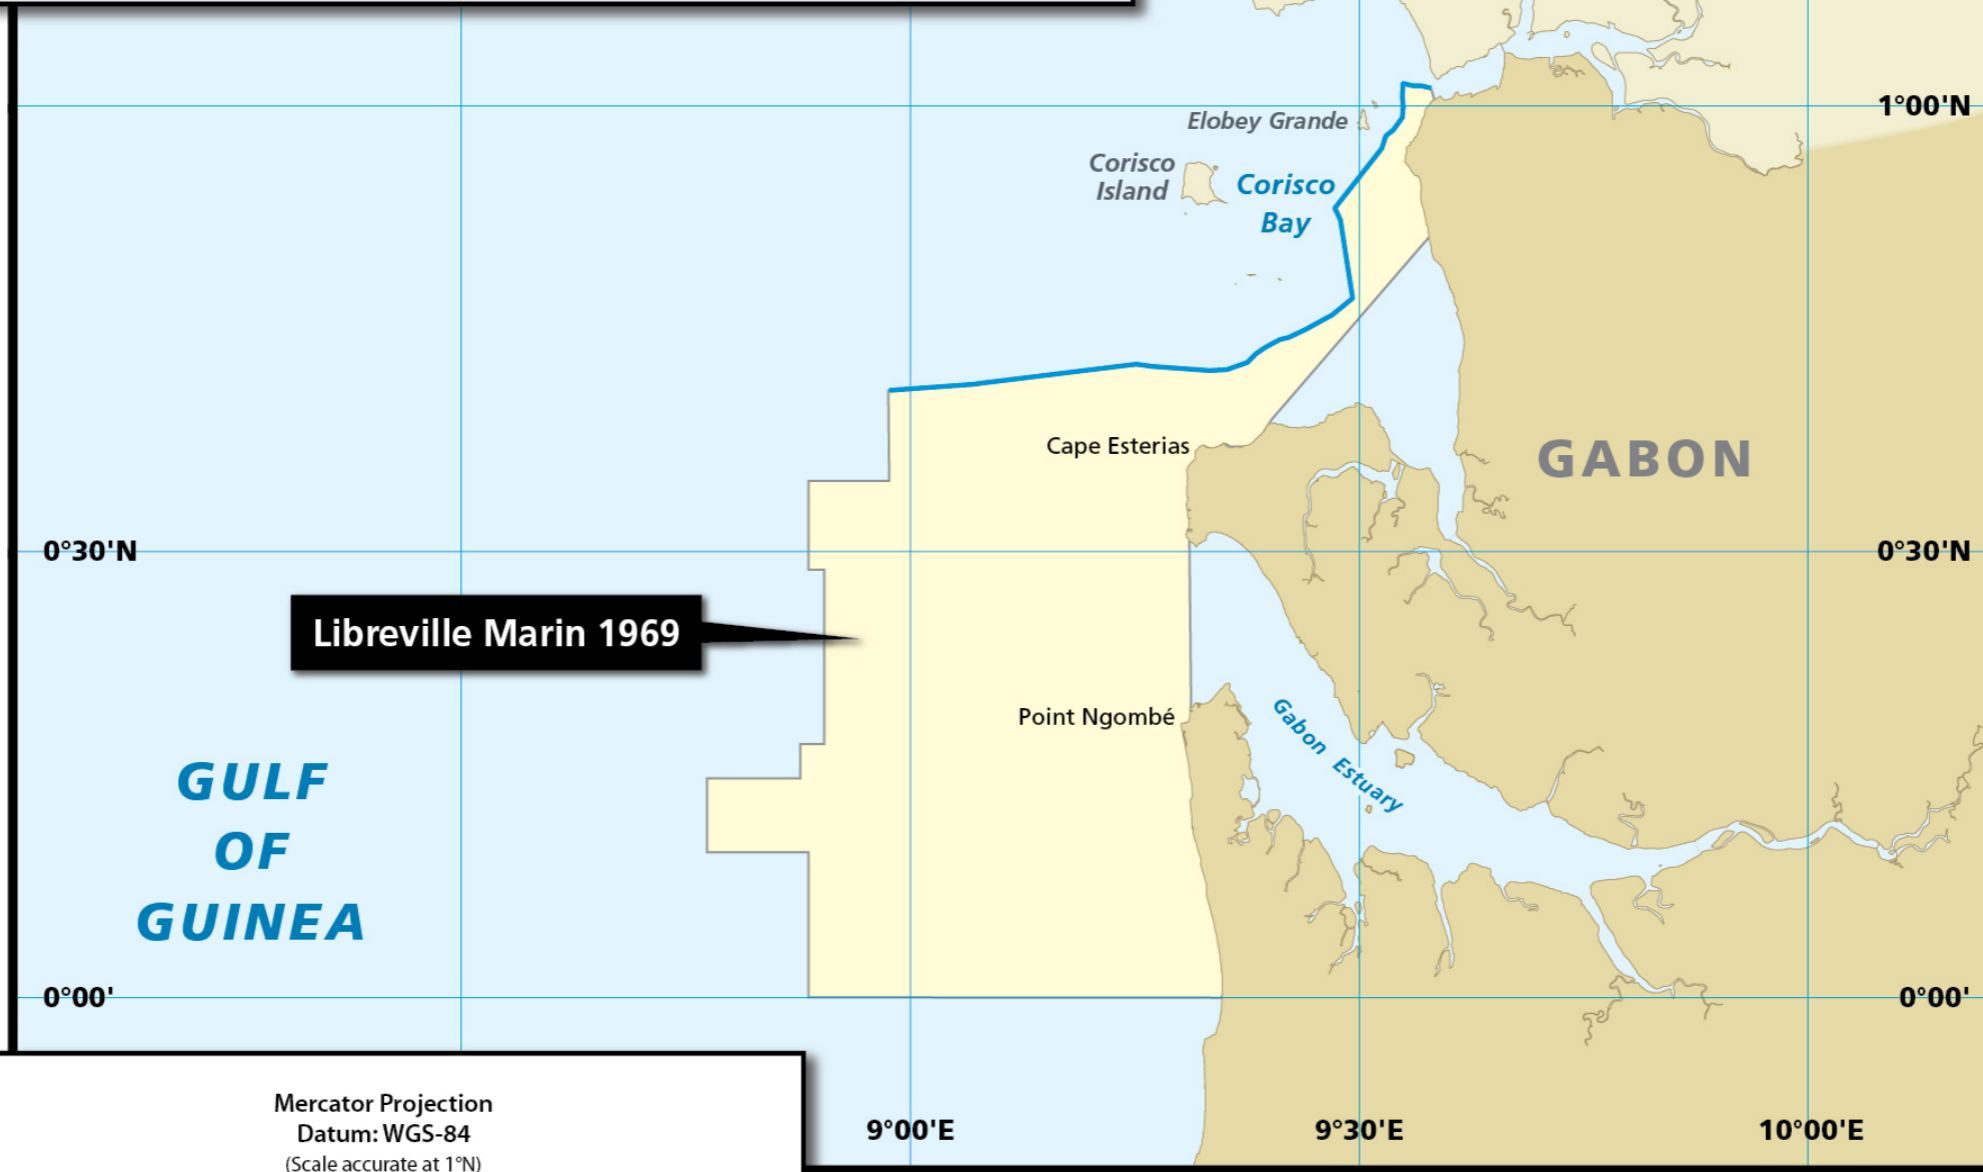 1°00'N
Elobey Grande
Corisco
Island
Corisco
Bay
Cape Esterias
GABON
0°30'N
0°30'N
Libreville Marin 1969
Point Ngombé
Gabon Estuary
GULF
OF
GUINEA
0°00'
0°00'
Mercator Projection
Datum: WGS-84
(Scale accurate at 1°N)
9°00'E
9°30'E
10°00'E